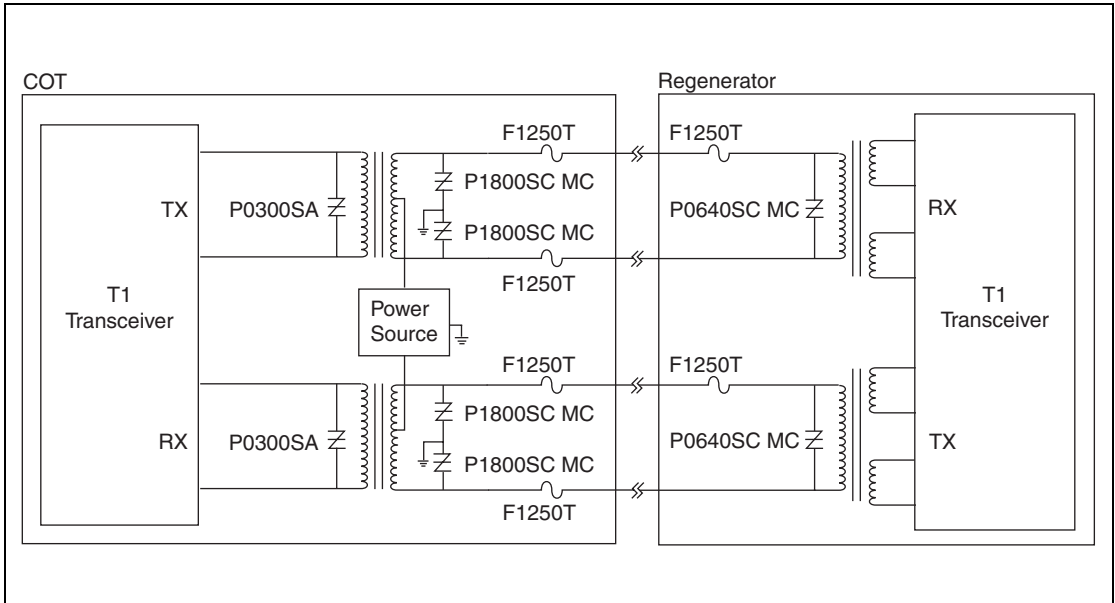 COT
Regenerator
F1250T
F1250T
P1800SC MC
TX
P0300SA
P0640SC MC
RX
P1800SC MC
F1250T
T1
Transceiver
Power
Source
T1
Transceiver
F1250T
F1250T
P1800SC MC
RX
P0300SA
P0640SC MC
TX
P1800SC MC
F1250T